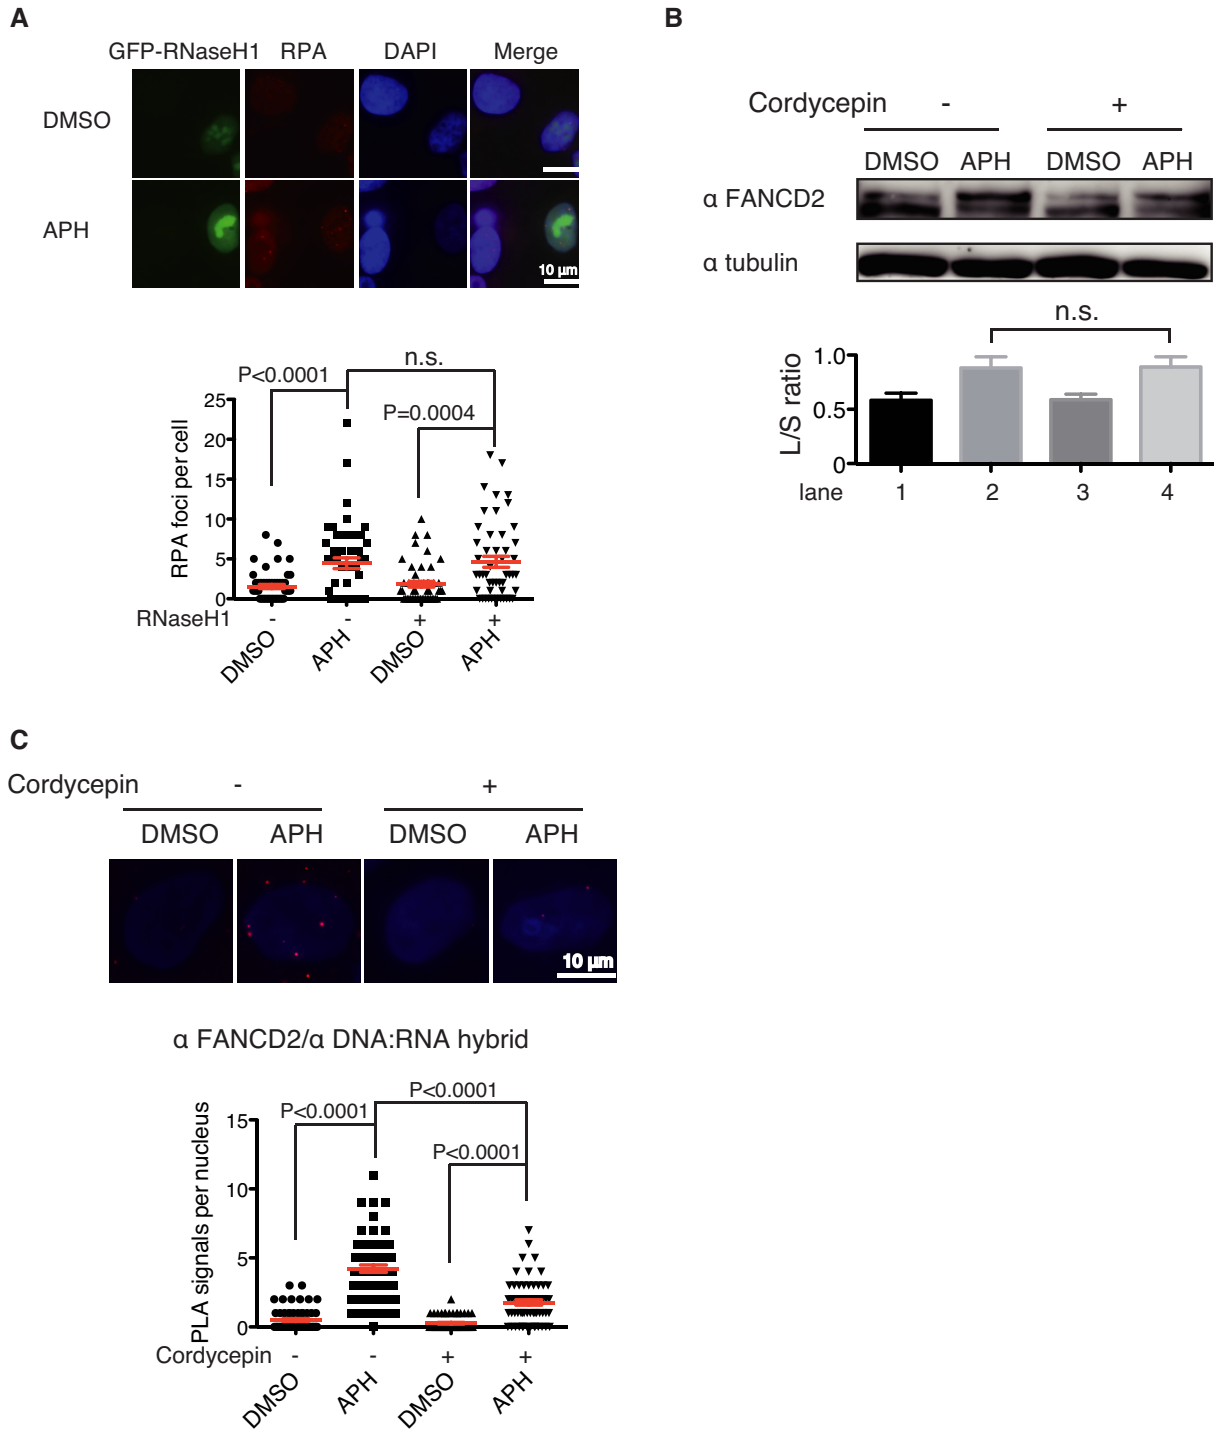 A
GFP-RNaseH1 RPA DAPI Merge
DMSO
APH
10 µm
P<0.0001
n.s.
P=0.0004
RPA foci per cell
25
20
15
10
5
0
RNaseH1 - - + +
DMSO APH DMSO APH
B
Cordycepin - +
DMSO APH DMSO APH
α FANCD2
α tubulin
n.s.
L/S ratio
1.0
0.5
0
lane 1 2 3 4
C
Cordycepin - +
DMSO APH DMSO APH
10 µm
α FANCD2/α DNA:RNA hybrid
P<0.0001
P<0.0001
P<0.0001
PLA signals per nucleus
15
10
5
0
Cordycepin - - + +
DMSO APH DMSO APH